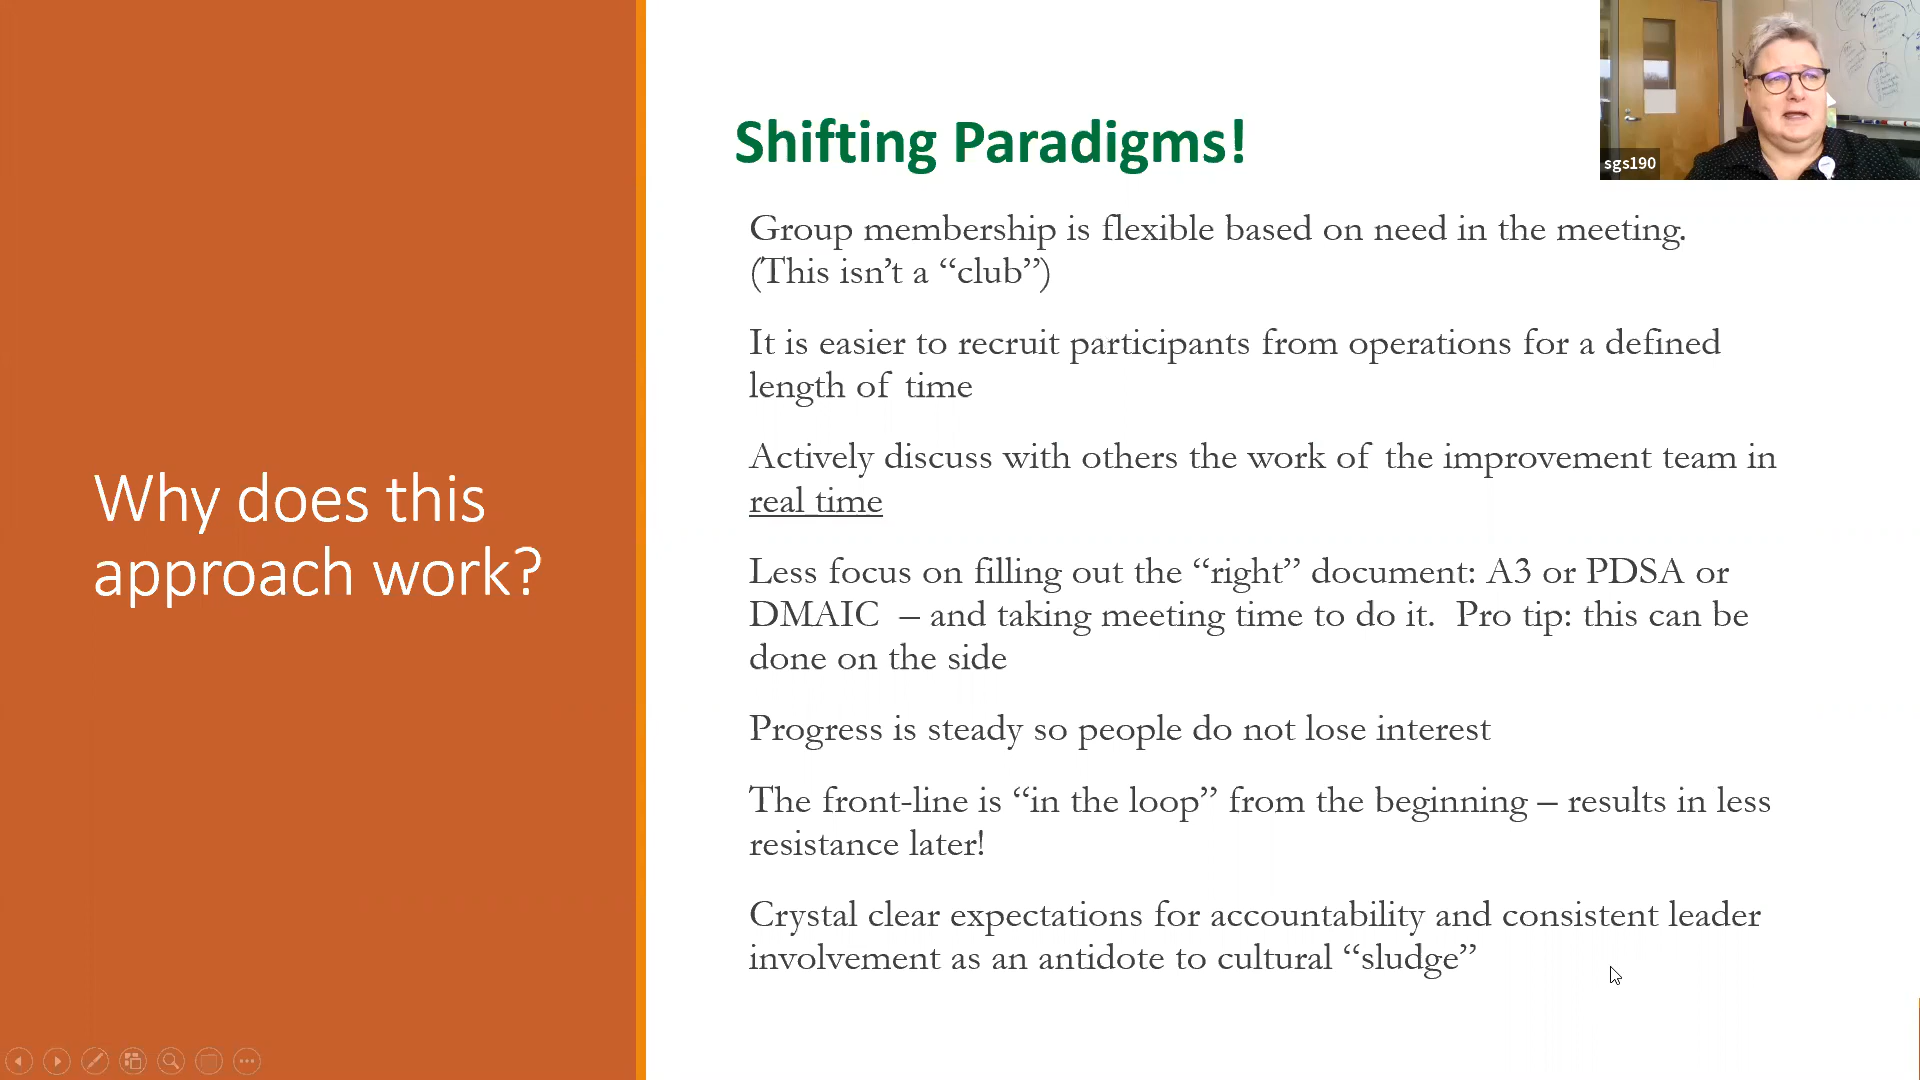 Why does this
approach work?
Shifting Paradigms!
Group membership is flexible based on need in the meeting.
(This isn’t a “club”)
It is easier to recruit participants from operations for a defined
length of time
Actively discuss with others the work of the improvement team in
real time
Less focus on filling out the “right” document: A3 or PDSA or
DMAIC – and taking meeting time to do it. Pro tip: this can be
done on the side
Progress is steady so people do not lose interest
The front-line is “in the loop” from the beginning – results in less
resistance later!
Crystal clear expectations for accountability and consistent leader
involvement as an antidote to cultural “sludge”
sgs190